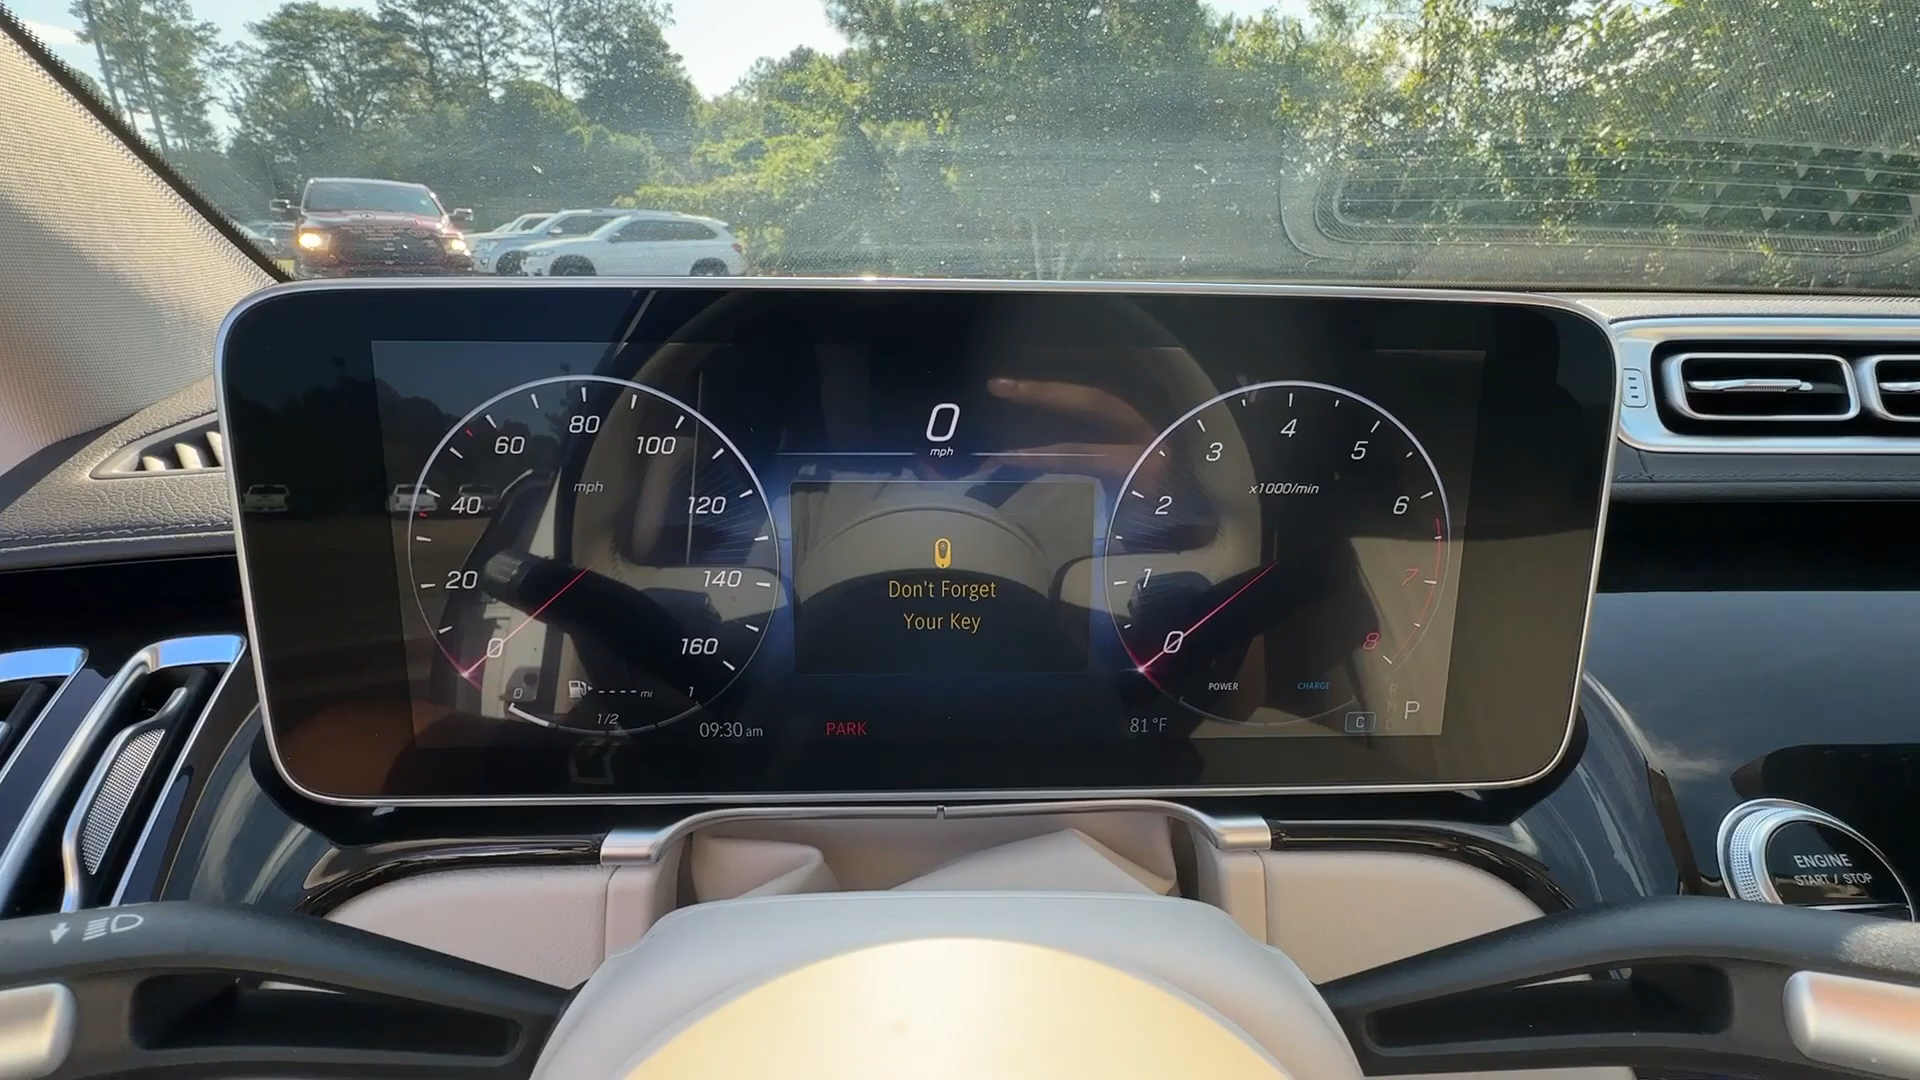 0
mph
20
40
60
80
100
120
140
160
mph
0
0
1/2
1
----- mi
09:30 am
PARK
Don't Forget
Your Key
81 °F
0
1
2
3
4
5
6
7
8
x1000/min
POWER
CHARGE
R
N
D
C
P
ENGINE
START / STOP